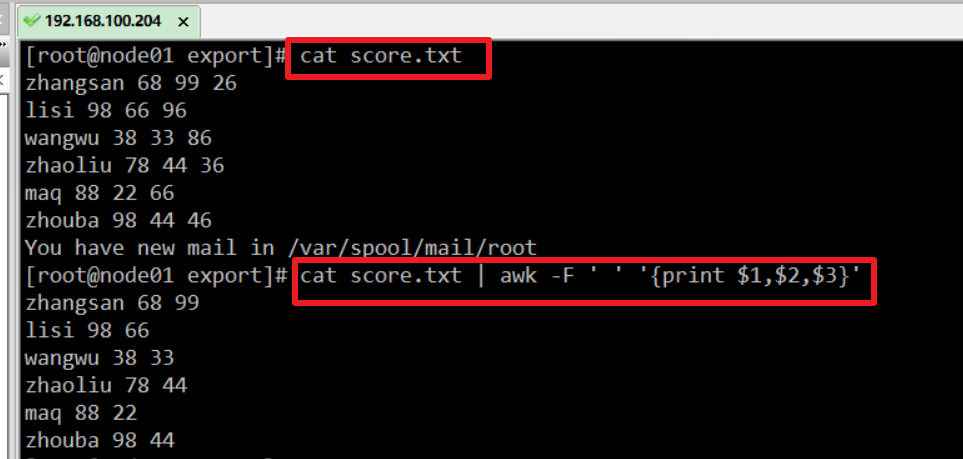 192.168.100.204 ×
[root@node01 export]# cat score.txt
zhangsan 68 99 26
lisi 98 66 96
wangwu 38 33 86
zhaoliu 78 44 36
maq 88 22 66
zhouba 98 44 46
You have new mail in /var/spool/mail/root
[root@node01 export]# cat score.txt | awk -F ' ' '{print $1,$2,$3}'
zhangsan 68 99
lisi 98 66
wangwu 38 33
zhaoliu 78 44
maq 88 22
zhouba 98 44